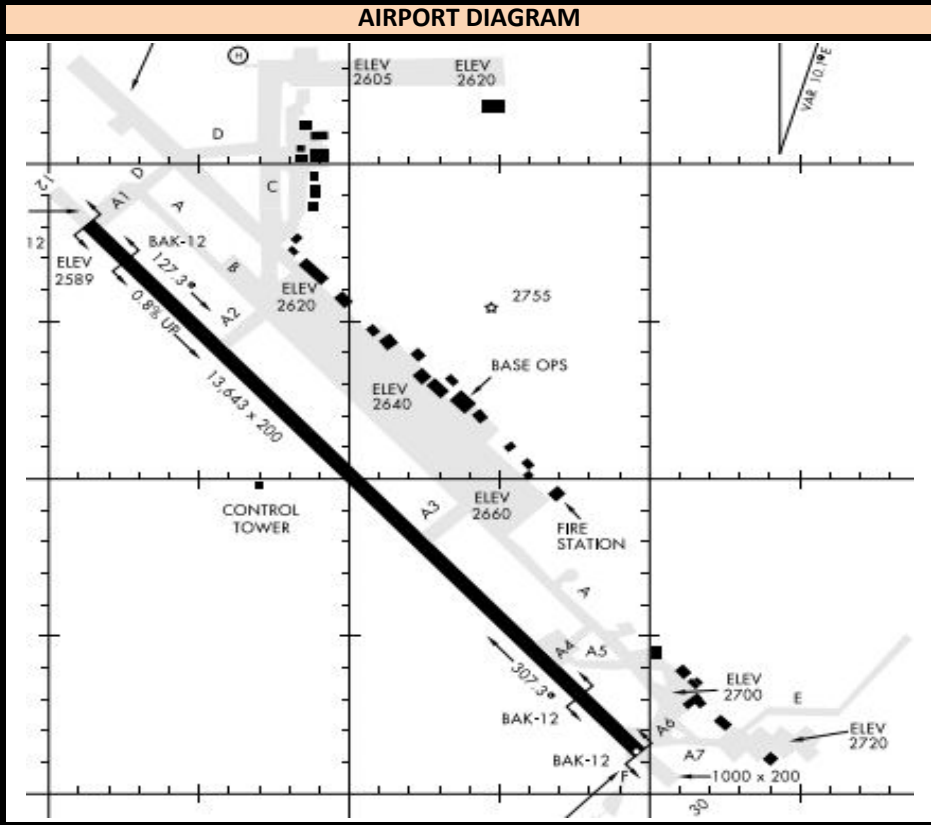 AIRPORT DIAGRAM
H
ELEV
2605
ELEV
2620
VAR 10.1°E
D
D
12
C
A1
A
12
BAK-12
ELEV
2589
127.3°
B
ELEV
2620
2755
0.8% UP
A2
BASE OPS
13,643 x 200
ELEV
2640
CONTROL
TOWER
A3
ELEV
2660
FIRE
STATION
A
A4
A5
307.3°
ELEV
2700
E
BAK-12
A6
ELEV
2720
BAK-12
A7
F
1000 x 200
30